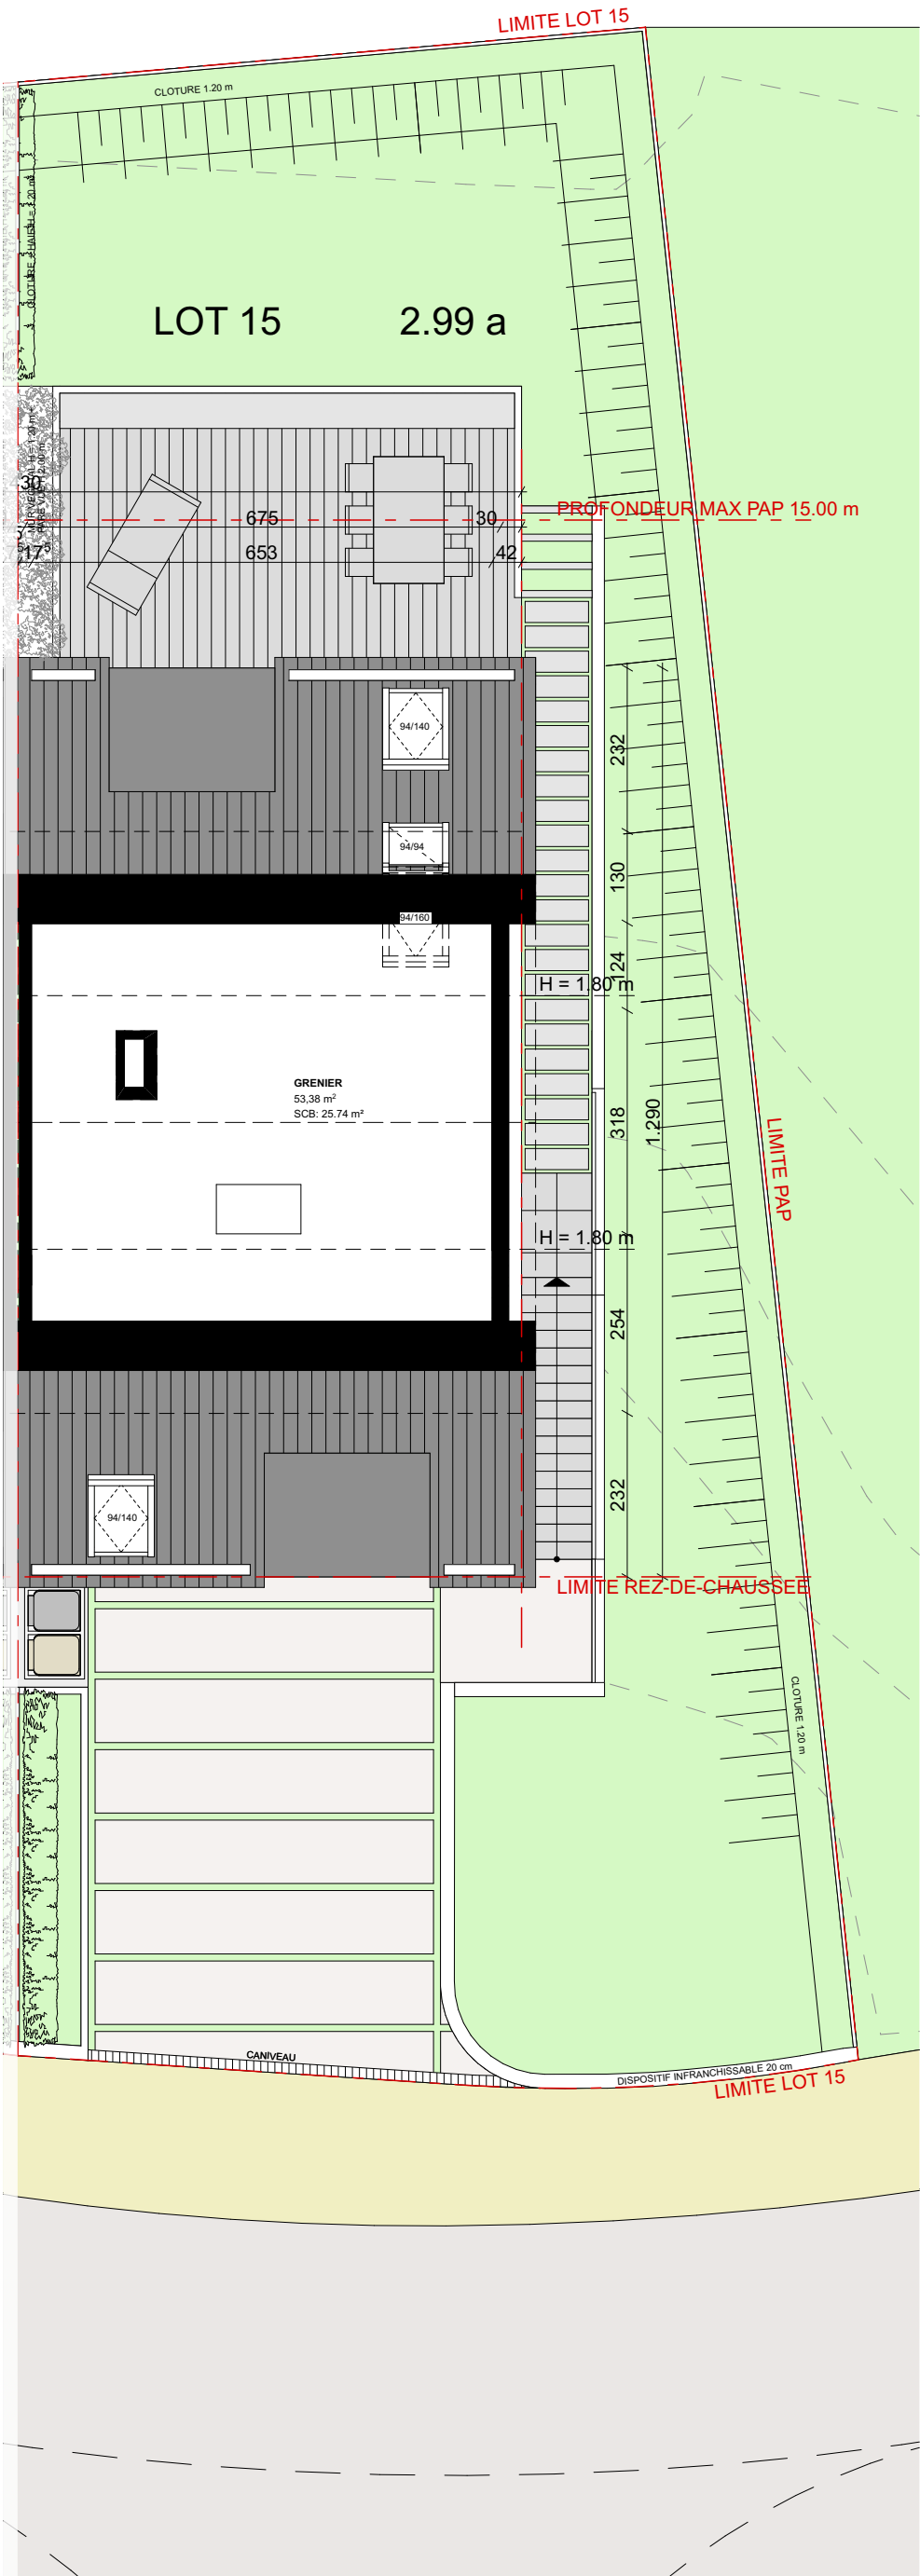 LIMITE LOT 15
CLOTURE 1.20 m
LOT 15
2.99 a
30
PROFONDEUR MAX PAP 15.00 m
675
30
17⁵
653
42
94/140
232
94/94
130
94/160
124
H = 1.80 m
GRENIER
53,38 m²
SCB: 25.74 m²
318
1.290
LIMITE PAP
H = 1.80 m
254
232
94/140
LIMITE REZ-DE-CHAUSSEE
CLOTURE 1.20 m
CANIVEAU
DISPOSITIF INFRANCHISSABLE 20 cm
LIMITE LOT 15